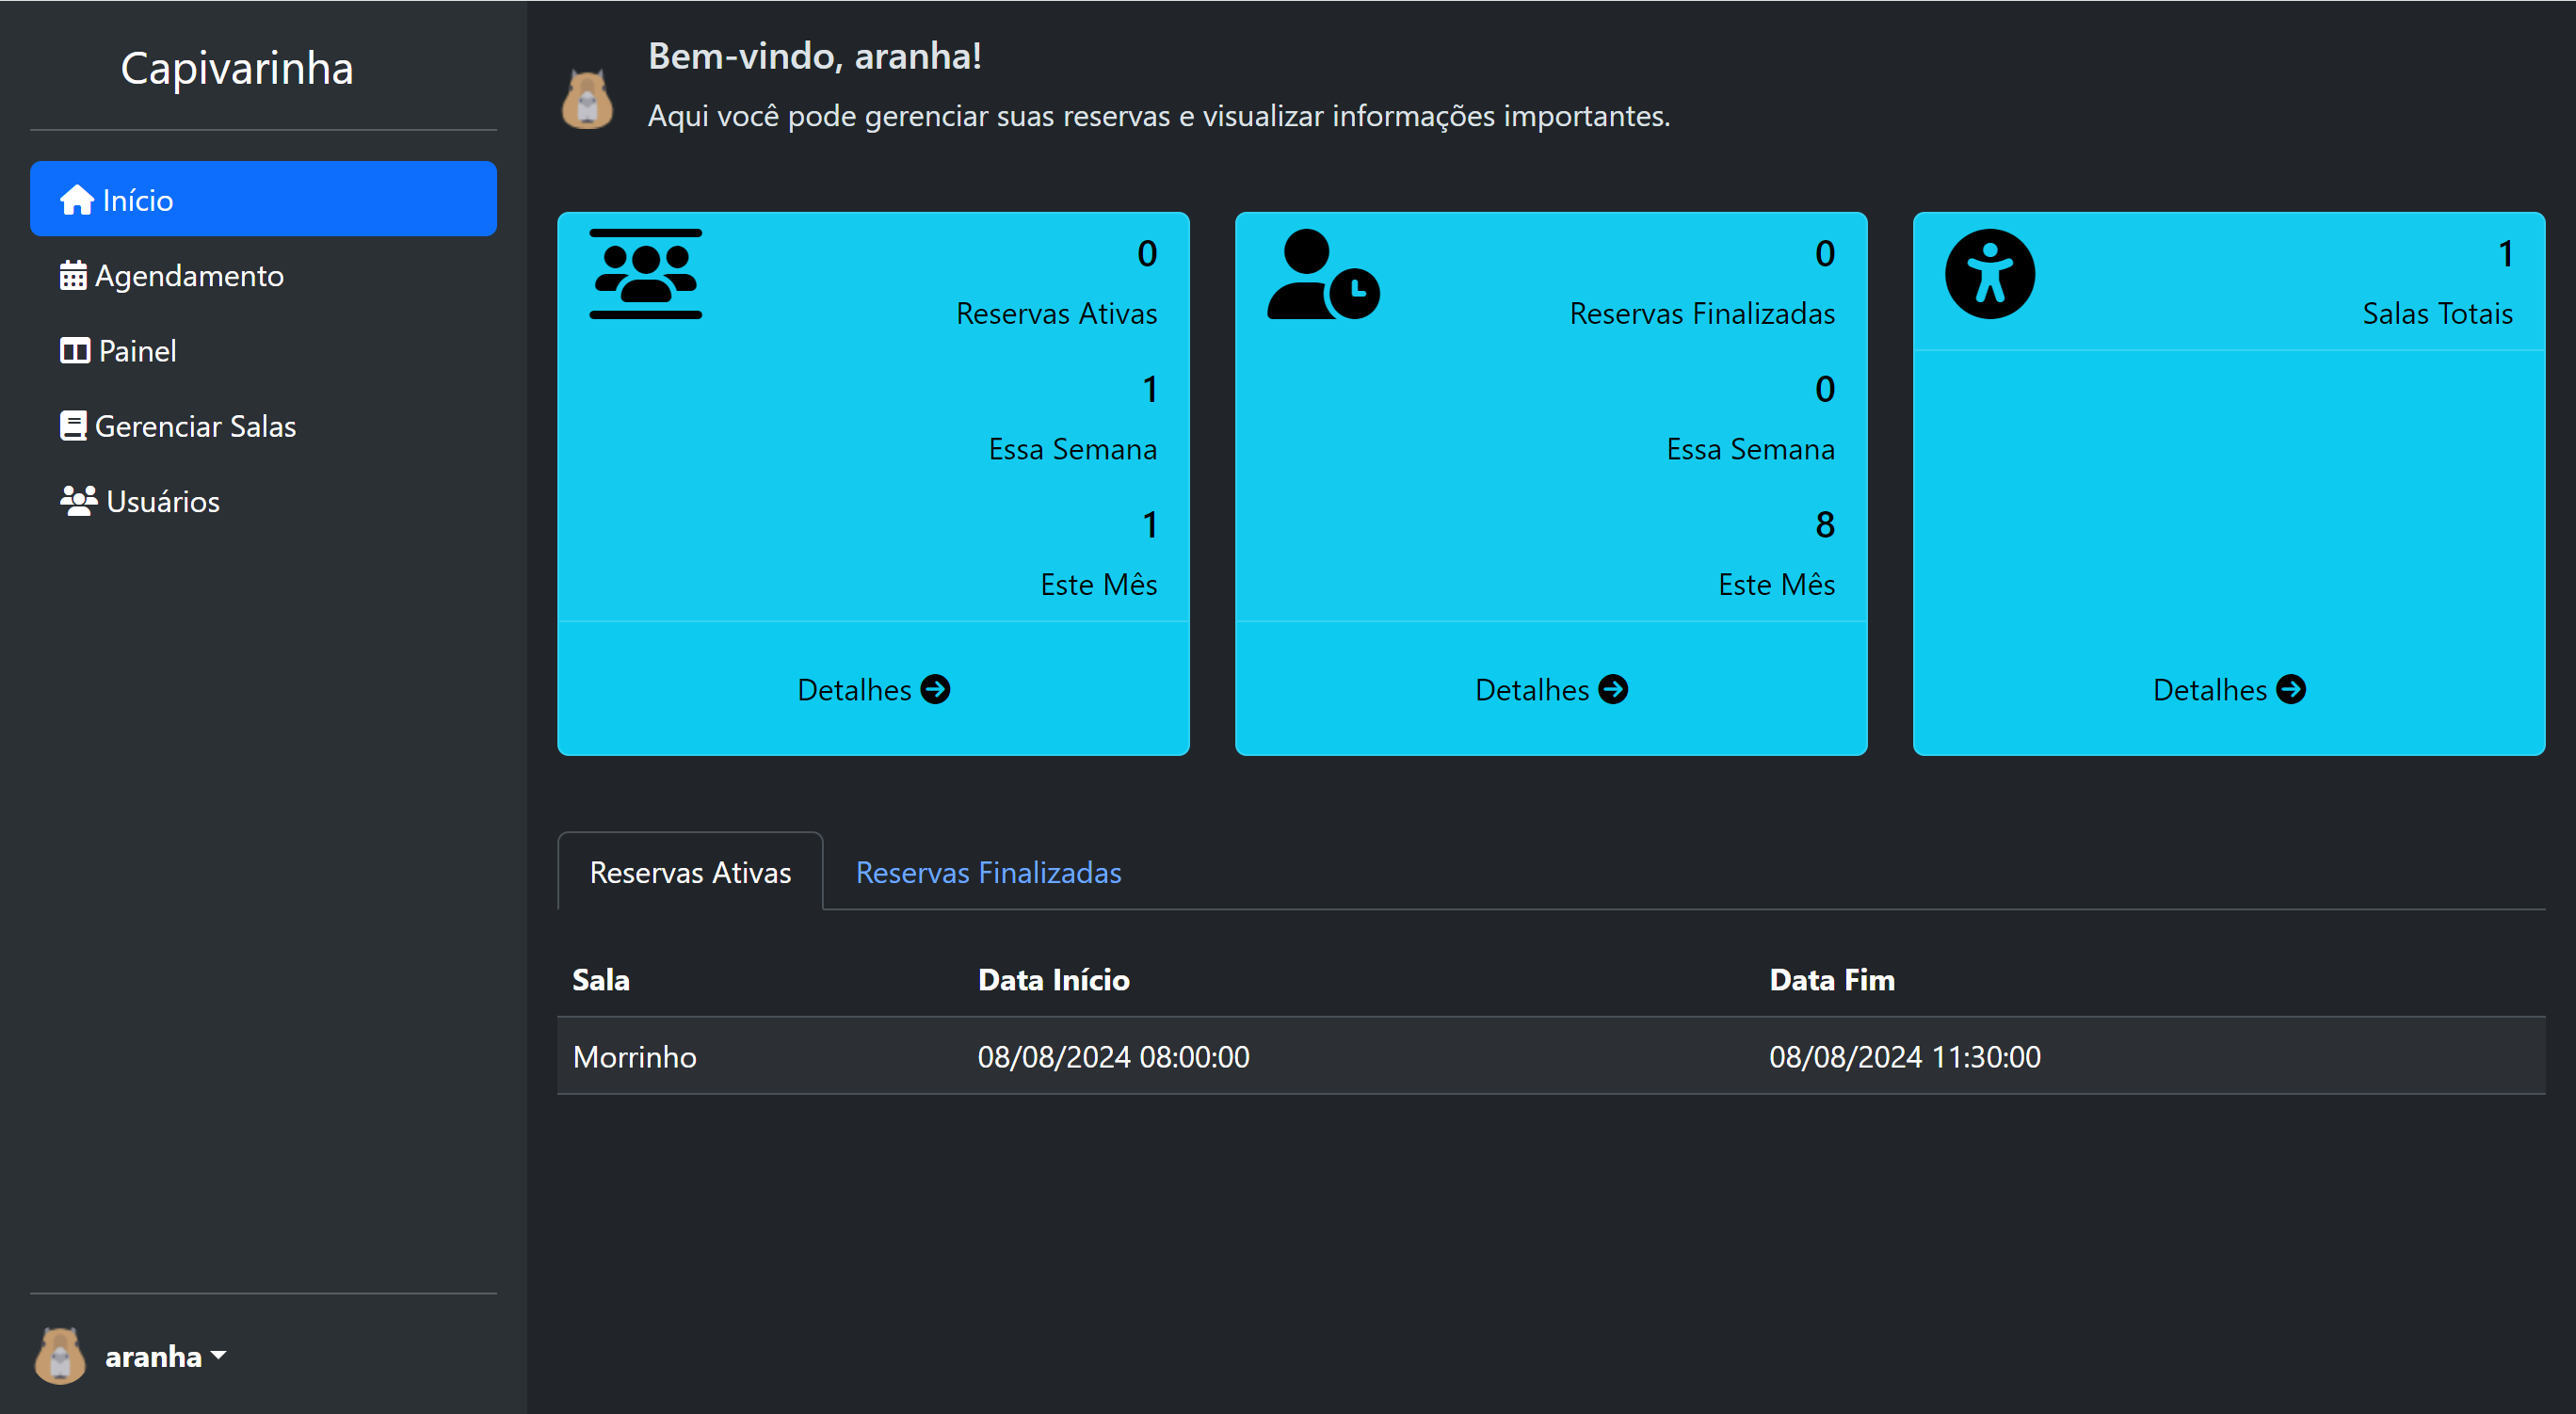 Capivarinha
Início
Agendamento
Painel
Gerenciar Salas
Usuários
aranha
Bem-vindo, aranha!
Aqui você pode gerenciar suas reservas e visualizar informações importantes.
0
Reservas Ativas
1
Essa Semana
1
Este Mês
Detalhes
0
Reservas Finalizadas
0
Essa Semana
8
Este Mês
Detalhes
1
Salas Totais
Detalhes
Reservas Ativas Reservas Finalizadas
Sala Data Início Data Fim
Morrinho 08/08/2024 08:00:00 08/08/2024 11:30:00